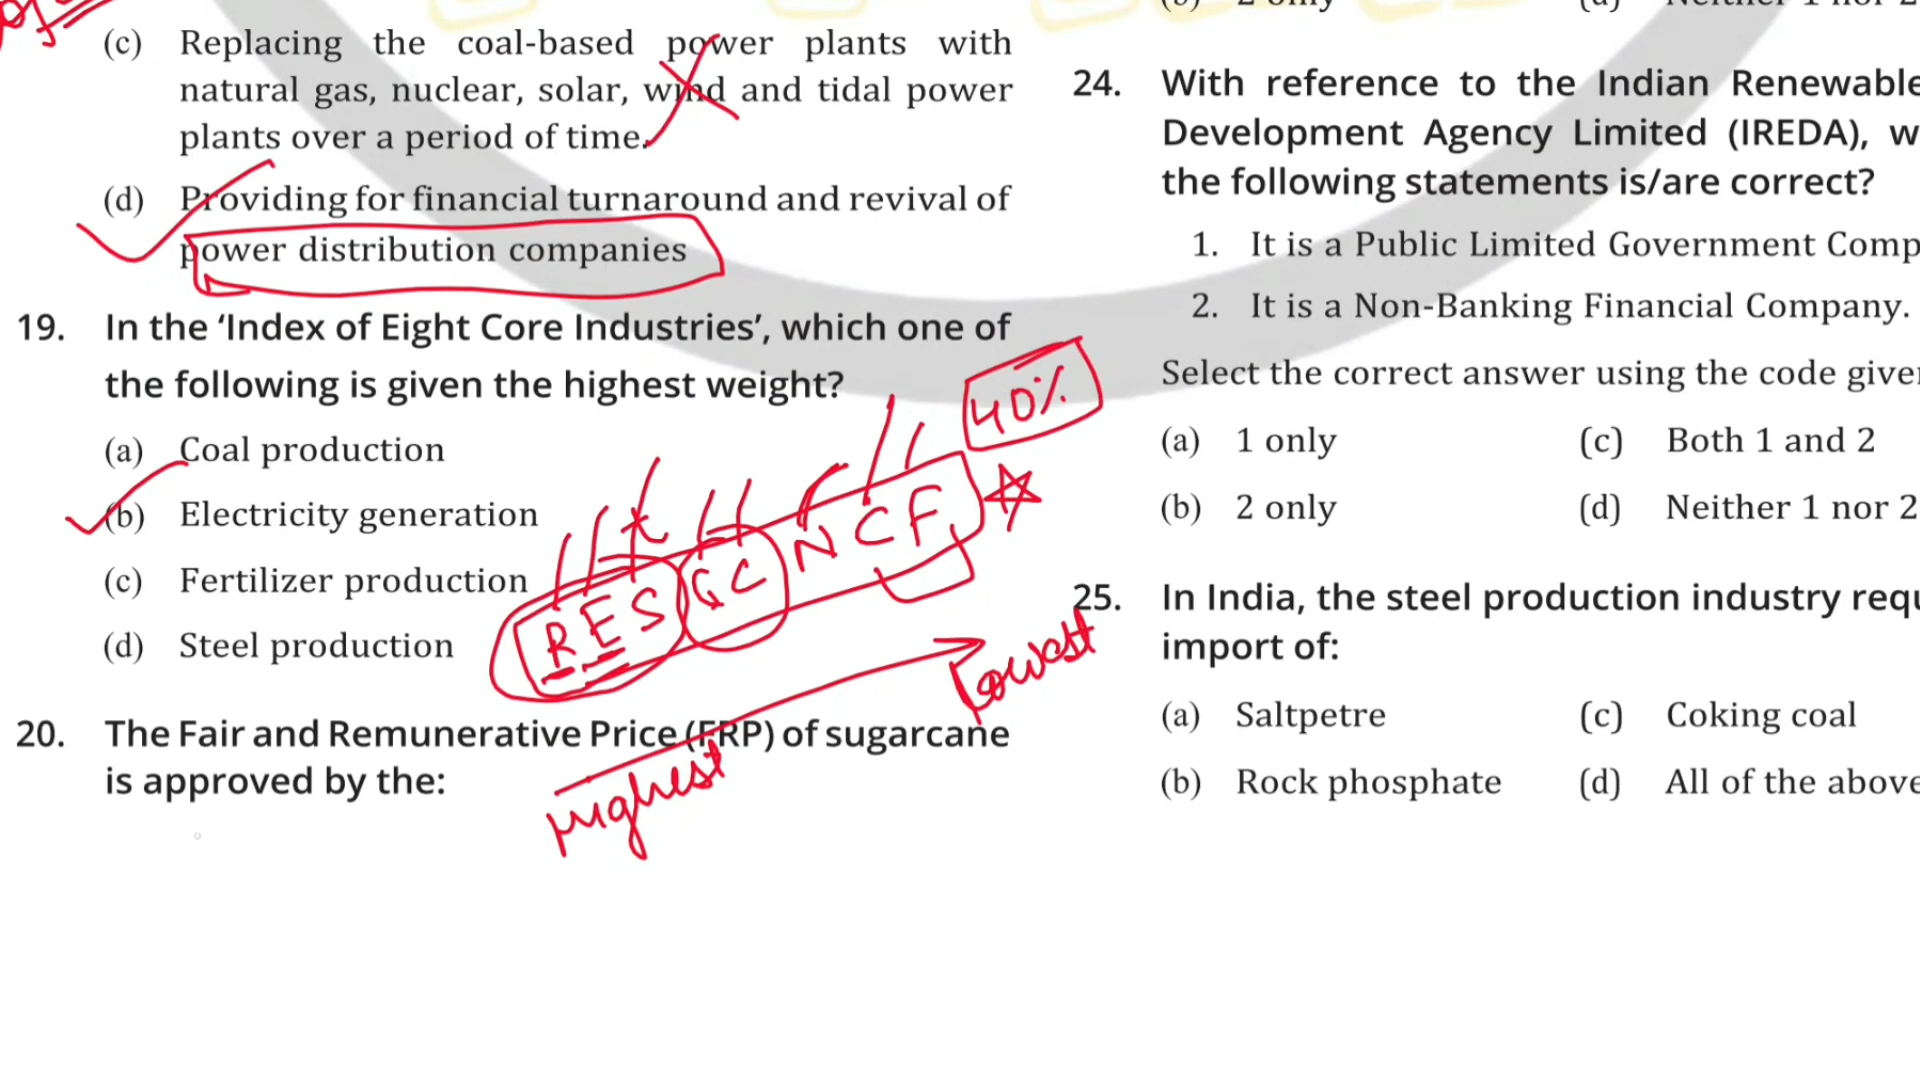 (c) Replacing the coal-based power plants with
natural gas, nuclear, solar, wind and tidal power
plants over a period of time.
(d) Providing for financial turnaround and revival of
power distribution companies
19. In the ‘Index of Eight Core Industries’, which one of
the following is given the highest weight?
(a) Coal production
(b) Electricity generation
(c) Fertilizer production
(d) Steel production
40%
RES GC NCF
Highest
Lowest
20. The Fair and Remunerative Price (FRP) of sugarcane
is approved by the:
24. With reference to the Indian Renewable
Development Agency Limited (IREDA), w
the following statements is/are correct?
1. It is a Public Limited Government Comp
2. It is a Non-Banking Financial Company.
Select the correct answer using the code give
(a) 1 only (c) Both 1 and 2
(b) 2 only (d) Neither 1 nor 2
25. In India, the steel production industry requ
import of:
(a) Saltpetre (c) Coking coal
(b) Rock phosphate (d) All of the above